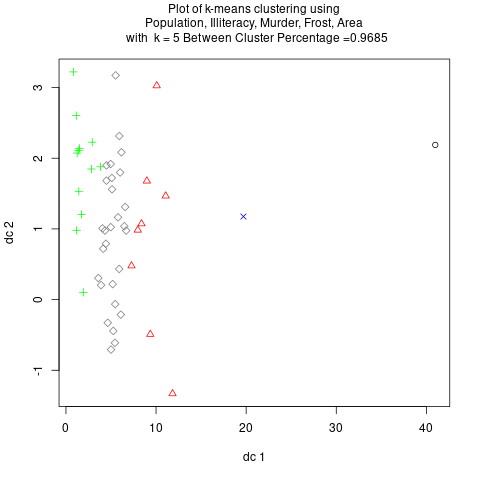 Plot of k-means clustering using
Population, Illiteracy, Murder, Frost, Area
with k = 5 Between Cluster Percentage =0.9685
3
2
1
0
-1
dc 2
0 10 20 30 40
dc 1